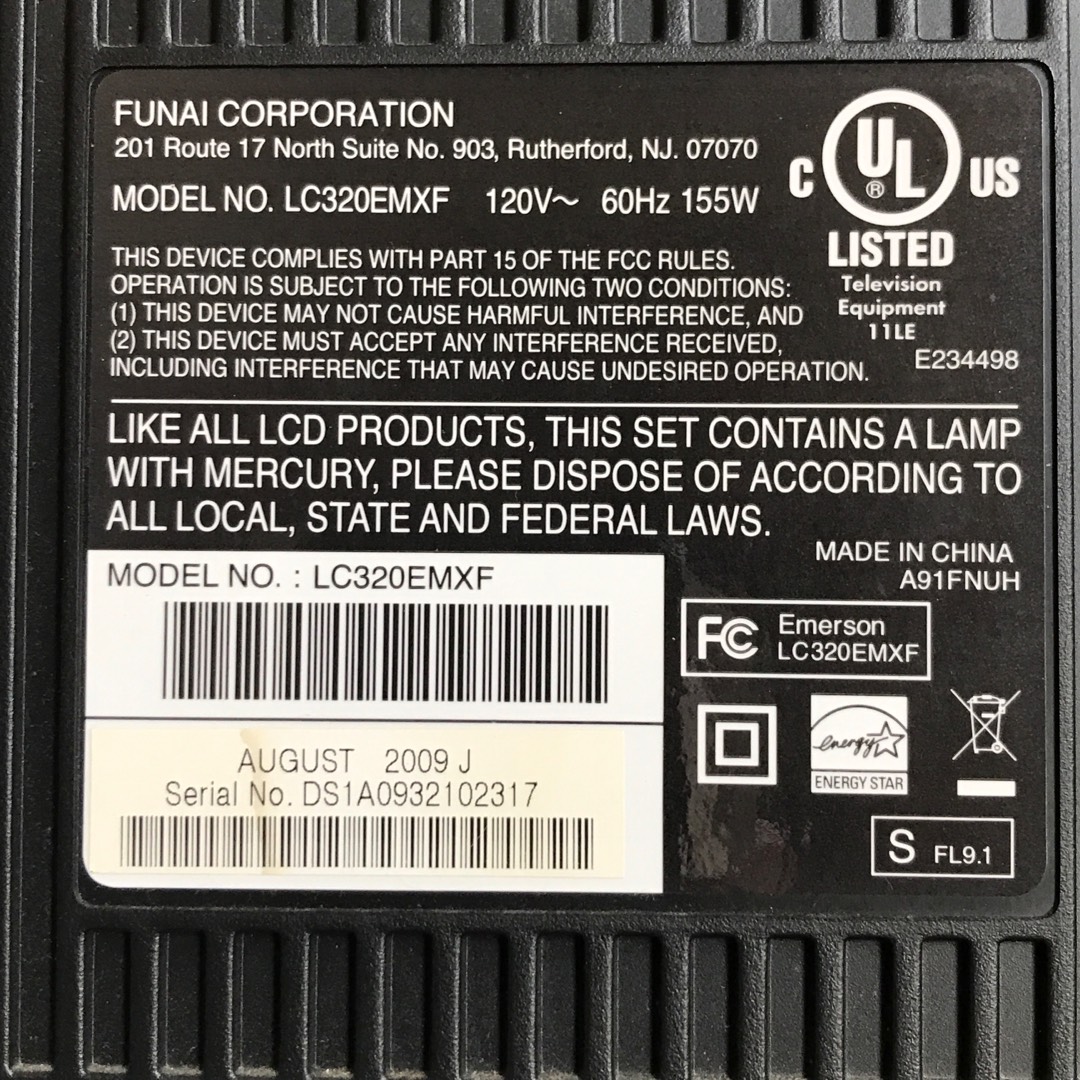 FUNAI CORPORATION
201 Route 17 North Suite No. 903, Rutherford, NJ. 07070
MODEL NO. LC320EMXF 120V～ 60Hz 155W
C UL ® US
LISTED
Television
Equipment
11LE
E234498
THIS DEVICE COMPLIES WITH PART 15 OF THE FCC RULES.
OPERATION IS SUBJECT TO THE FOLLOWING TWO CONDITIONS:
(1) THIS DEVICE MAY NOT CAUSE HARMFUL INTERFERENCE, AND
(2) THIS DEVICE MUST ACCEPT ANY INTERFERENCE RECEIVED,
INCLUDING INTERFERENCE THAT MAY CAUSE UNDESIRED OPERATION.
LIKE ALL LCD PRODUCTS, THIS SET CONTAINS A LAMP
WITH MERCURY, PLEASE DISPOSE OF ACCORDING TO
ALL LOCAL, STATE AND FEDERAL LAWS.
MADE IN CHINA
A91FNUH
MODEL NO. : LC320EMXF
FC Emerson
LC320EMXF
energy
ENERGY STAR
AUGUST 2009 J
Serial No. DS1A0932102317
S FL9.1